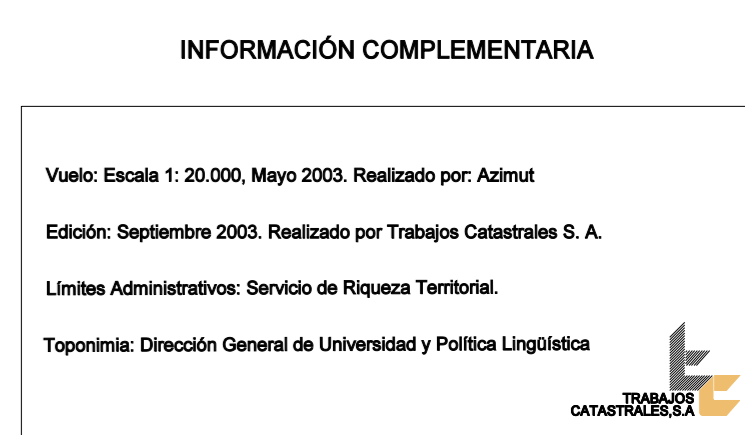 INFORMACIÓN COMPLEMENTARIA
Vuelo: Escala 1: 20.000, Mayo 2003. Realizado por: Azimut
Edición: Septiembre 2003. Realizado por Trabajos Catastrales S. A.
Límites Administrativos: Servicio de Riqueza Territorial.
Toponimia: Dirección General de Universidad y Política Lingüística
TRABAJOS
CATASTRALES,S.A